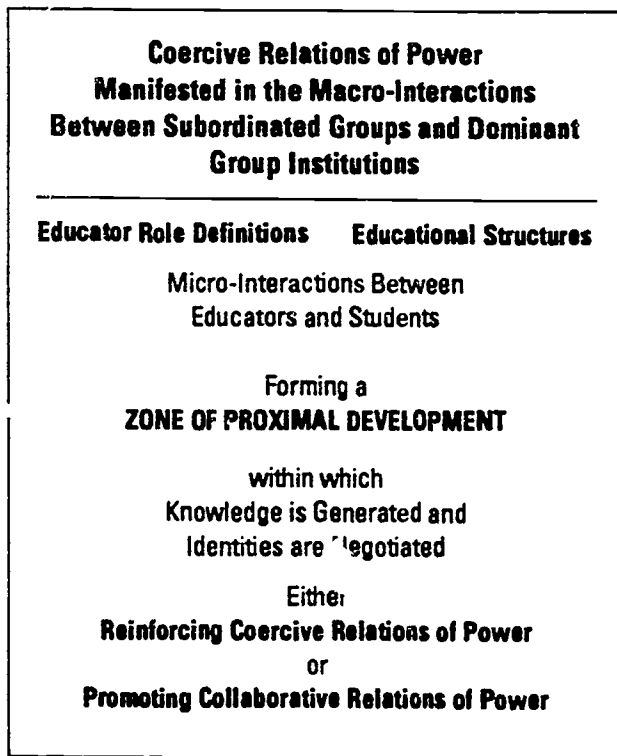 Coercive Relations of Power
Manifested in the Macro-Interactions
Between Subordinated Groups and Dominant
Group Institutions
Educator Role Definitions Educational Structures
Micro-Interactions Between
Educators and Students
Forming a
ZONE OF PROXIMAL DEVELOPMENT
within which
Knowledge is Generated and
Identities are Negotiated
Either
Reinforcing Coercive Relations of Power
or
Promoting Collaborative Relations of Power